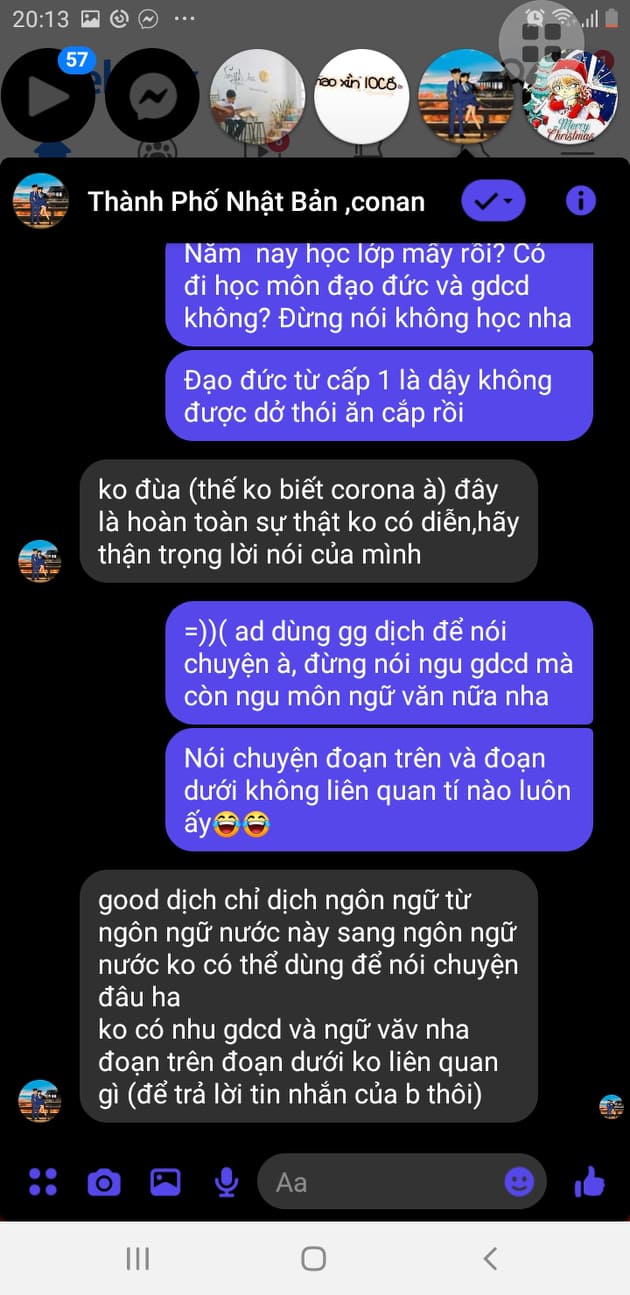 20:13
57
Tao xin 10Cố
Merry
Christmas
Thành Phố Nhật Bản ,conan
Năm nay học lớp mấy rồi? Có
đi học môn đạo đức và gdcd
không? Đừng nói không học nha
Đạo đức từ cấp 1 là dậy không
được dở thói ăn cắp rồi
ko đùa (thế ko biết corona à) đây
là hoàn toàn sự thật ko có diễn,hãy
thận trọng lời nói của mình
=))( ad dùng gg dịch để nói
chuyện à, đừng nói ngu gdcd mà
còn ngu môn ngữ văn nữa nha
Nói chuyện đoạn trên và đoạn
dưới không liên quan tí nào luôn
ấy😂😂
good dịch chỉ dịch ngôn ngữ từ
ngôn ngữ nước này sang ngôn ngữ
nước ko có thể dùng để nói chuyện
đâu ha
ko có nhu gdcd và ngữ văv nha
đoạn trên đoạn dưới ko liên quan
gì (để trả lời tin nhắn của b thôi)
Aa